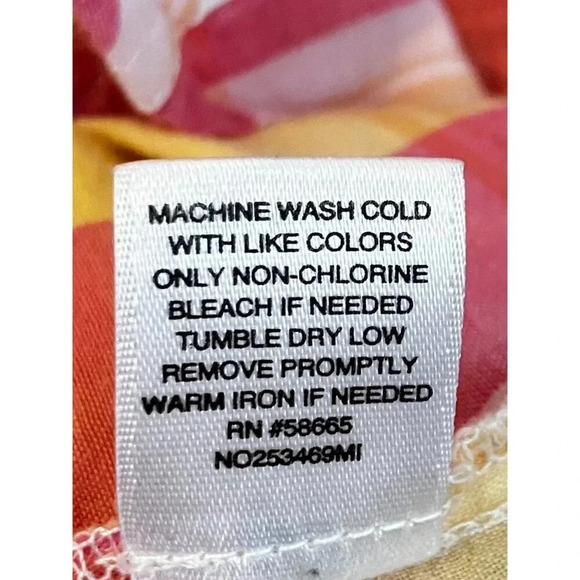 MACHINE WASH COLD
WITH LIKE COLORS
ONLY NON-CHLORINE
BLEACH IF NEEDED
TUMBLE DRY LOW
REMOVE PROMPTLY
WARM IRON IF NEEDED
RN #58665
NO253469MI